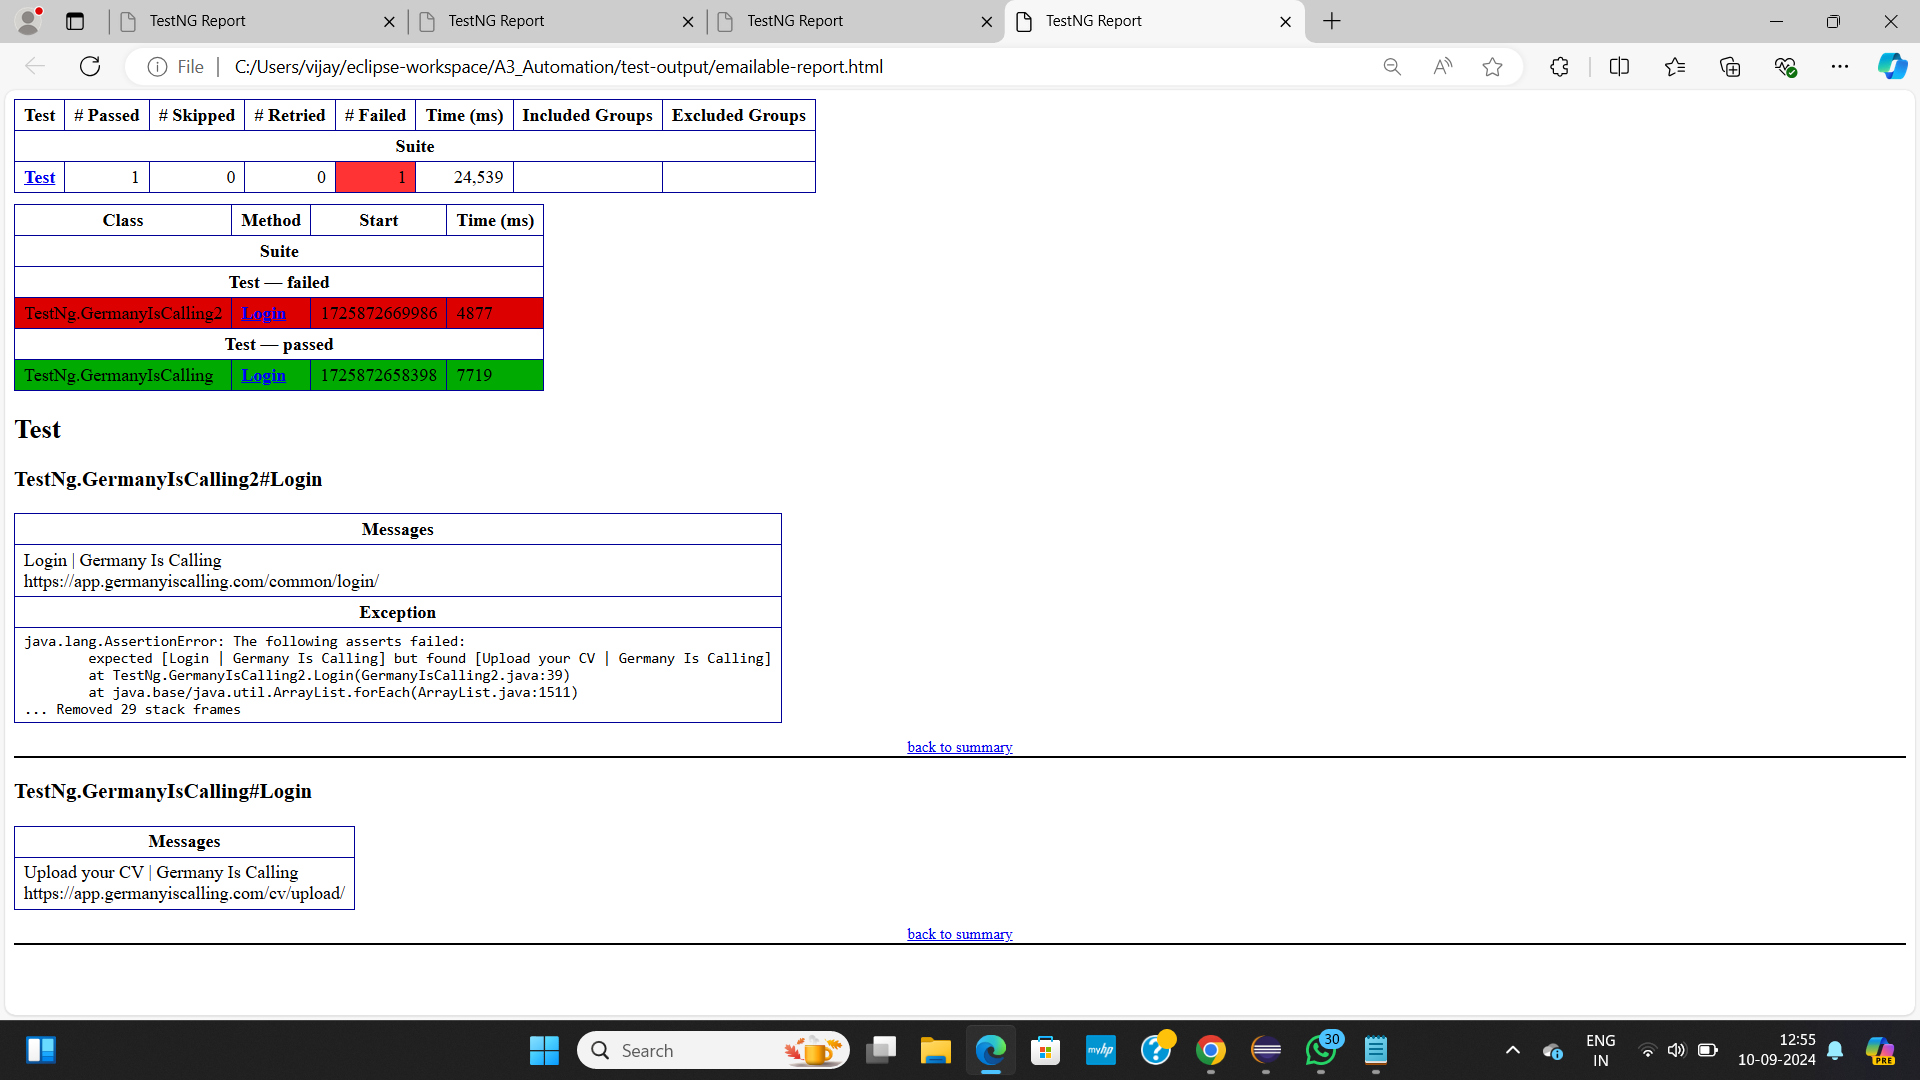 TestNG Report
TestNG Report
TestNG Report
TestNG Report
File
C:/Users/vijay/eclipse-workspace/A3_Automation/test-output/emailable-report.html
Test # Passed # Skipped # Retried # Failed Time (ms) Included Groups Excluded Groups
Suite
Test 1 0 0 1 24,539
Class Method Start Time (ms)
Suite
Test — failed
TestNg.GermanyIsCalling2 Login 1725872669986 4877
Test — passed
TestNg.GermanyIsCalling Login 1725872658398 7719
Test
TestNg.GermanyIsCalling2#Login
Messages
Login | Germany Is Calling
https://app.germanyiscalling.com/common/login/
Exception
java.lang.AssertionError: The following asserts failed:
expected [Login | Germany Is Calling] but found [Upload your CV | Germany Is Calling]
at TestNg.GermanyIsCalling2.Login(GermanyIsCalling2.java:39)
at java.base/java.util.ArrayList.forEach(ArrayList.java:1511)
... Removed 29 stack frames
back to summary
TestNg.GermanyIsCalling#Login
Messages
Upload your CV | Germany Is Calling
https://app.germanyiscalling.com/cv/upload/
back to summary
Search
myhp
30
ENG
IN
12:55
10-09-2024
PRE